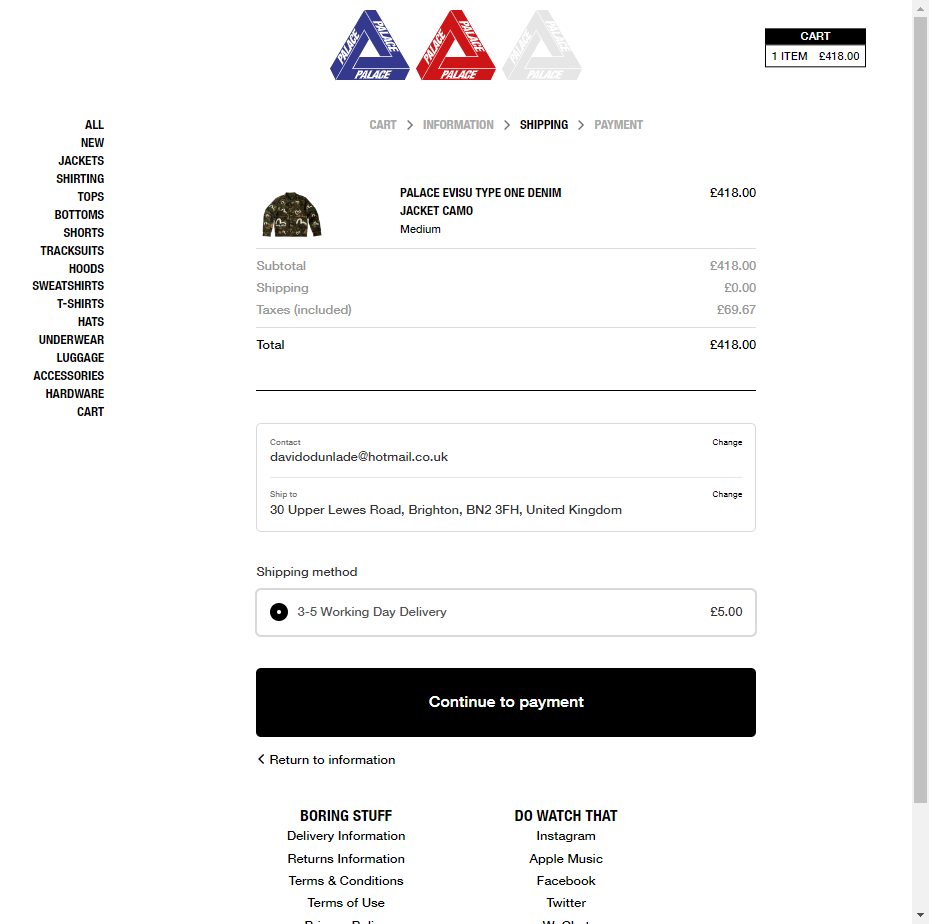 PALACE PALACE PALACE PALACE PALACE PALACE PALACE PALACE PALACE
CART
1 ITEM £418.00
ALL
NEW
JACKETS
SHIRTING
TOPS
BOTTOMS
SHORTS
TRACKSUITS
HOODS
SWEATSHIRTS
T-SHIRTS
HATS
UNDERWEAR
LUGGAGE
ACCESSORIES
HARDWARE
CART
CART > INFORMATION > SHIPPING > PAYMENT
PALACE EVISU TYPE ONE DENIM £418.00
JACKET CAMO
Medium
Subtotal £418.00
Shipping £0.00
Taxes (included) £69.67
Total £418.00
Contact Change
davidodunlade@hotmail.co.uk
Ship to Change
30 Upper Lewes Road, Brighton, BN2 3FH, United Kingdom
Shipping method
3-5 Working Day Delivery £5.00
Continue to payment
< Return to information
BORING STUFF
Delivery Information
Returns Information
Terms & Conditions
Terms of Use
DO WATCH THAT
Instagram
Apple Music
Facebook
Twitter